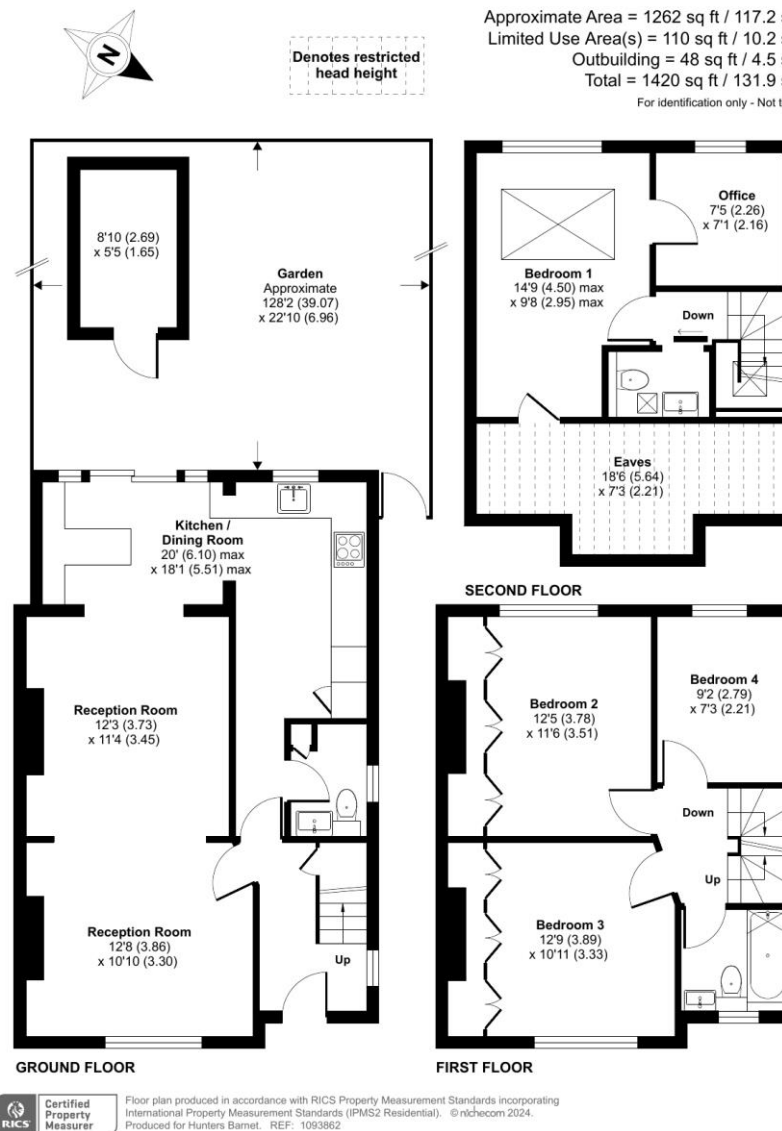 Approximate Area = 1262 sq ft / 117.2
Limited Use Area(s) = 110 sq ft / 10.2
Outbuilding = 48 sq ft / 4.5
Total = 1420 sq ft / 131.9
For identification only - Not
N
Denotes restricted
head height
8'10 (2.69)
x 5'5 (1.65)
Garden
Approximate
128'2 (39.07)
x 22'10 (6.96)
Office
7'5 (2.26)
x 7'1 (2.16)
Bedroom 1
14'9 (4.50) max
x 9'8 (2.95) max
Down
Eaves
18'6 (5.64)
x 7'3 (2.21)
SECOND FLOOR
Kitchen /
Dining Room
20' (6.10) max
x 18'1 (5.51) max
Reception Room
12'3 (3.73)
x 11'4 (3.45)
Bedroom 2
12'5 (3.78)
x 11'6 (3.51)
Bedroom 4
9'2 (2.79)
x 7'3 (2.21)
Down
Up
Reception Room
12'8 (3.86)
x 10'10 (3.30)
Up
Bedroom 3
12'9 (3.89)
x 10'11 (3.33)
GROUND FLOOR
FIRST FLOOR
RICS
Certified
Property
Measurer
Floor plan produced in accordance with RICS Property Measurement Standards incorporating
International Property Measurement Standards (IPMS2 Residential). © nichecom 2024.
Produced for Hunters Barnet. REF: 1093862